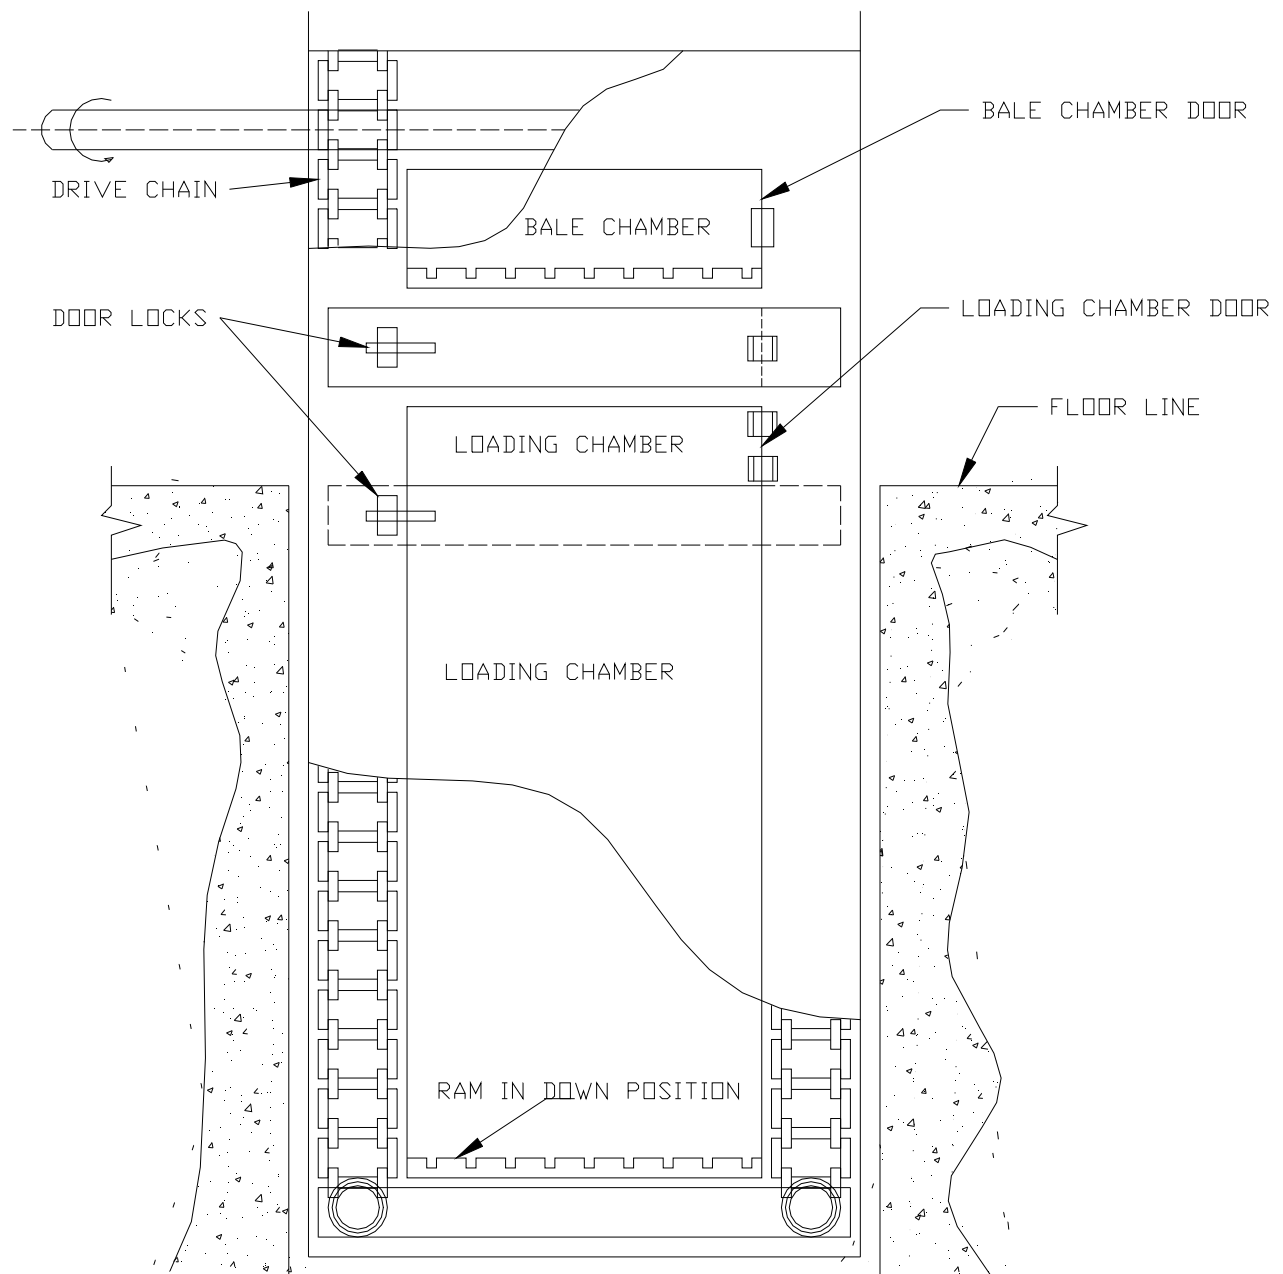 BALE CHAMBER DOOR
DRIVE CHAIN
BALE CHAMBER
DOOR LOCKS
LOADING CHAMBER DOOR
FLOOR LINE
LOADING CHAMBER
LOADING CHAMBER
RAM IN DOWN POSITION